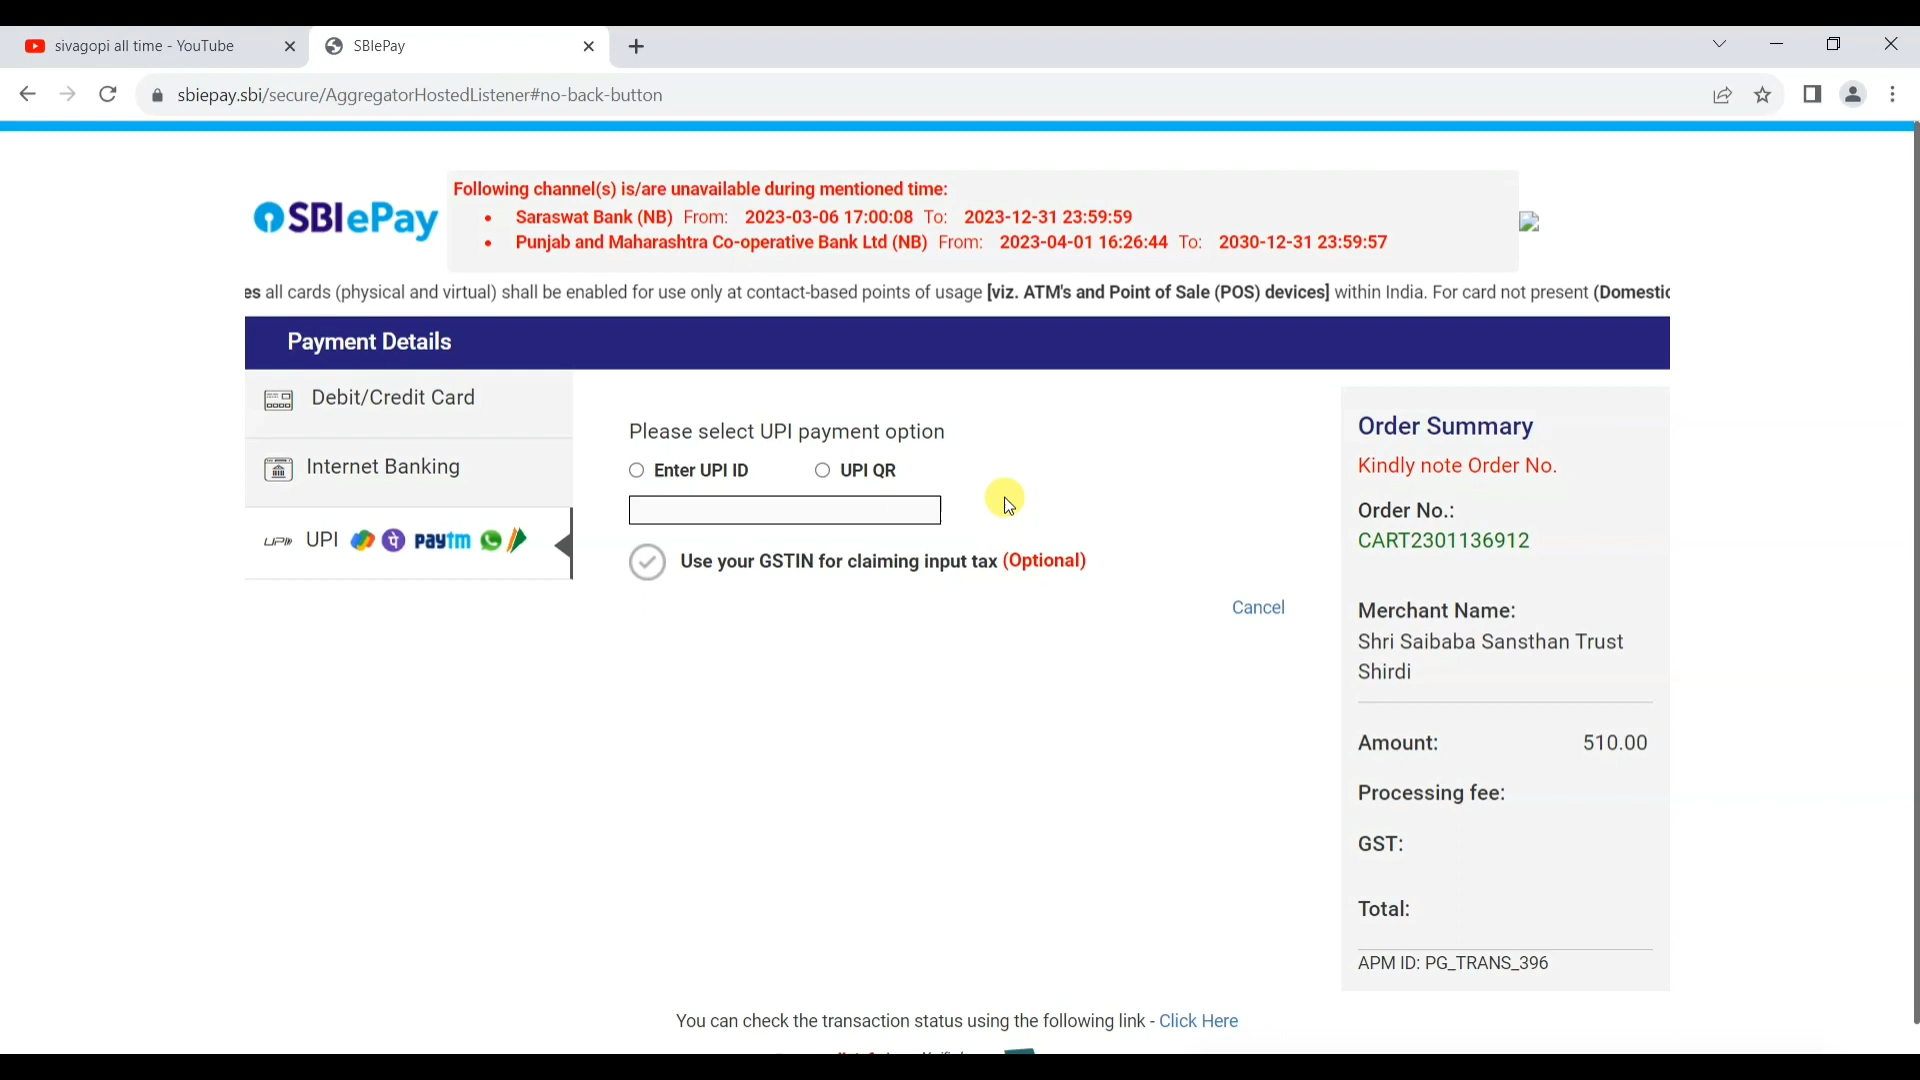 sivagopi all time - YouTube
SBIePay
sbiepay.sbi/secure/AggregatorHostedListener#no-back-button
SBIePay
Following channel(s) is/are unavailable during mentioned time:
Saraswat Bank (NB) From: 2023-03-06 17:00:08 To: 2023-12-31 23:59:59
Punjab and Maharashtra Co-operative Bank Ltd (NB) From: 2023-04-01 16:26:44 To: 2030-12-31 23:59:57
es all cards (physical and virtual) shall be enabled for use only at contact-based points of usage [viz. ATM's and Point of Sale (POS) devices] within India. For card not present (Domestic
Payment Details
Debit/Credit Card
Internet Banking
UPI UPI पे paytm
Please select UPI payment option
Enter UPI ID UPI QR
Use your GSTIN for claiming input tax (Optional)
Cancel
Order Summary
Kindly note Order No.
Order No.:
CART2301136912
Merchant Name:
Shri Saibaba Sansthan Trust
Shirdi
Amount: 510.00
Processing fee:
GST:
Total:
APM ID: PG_TRANS_396
You can check the transaction status using the following link - Click Here